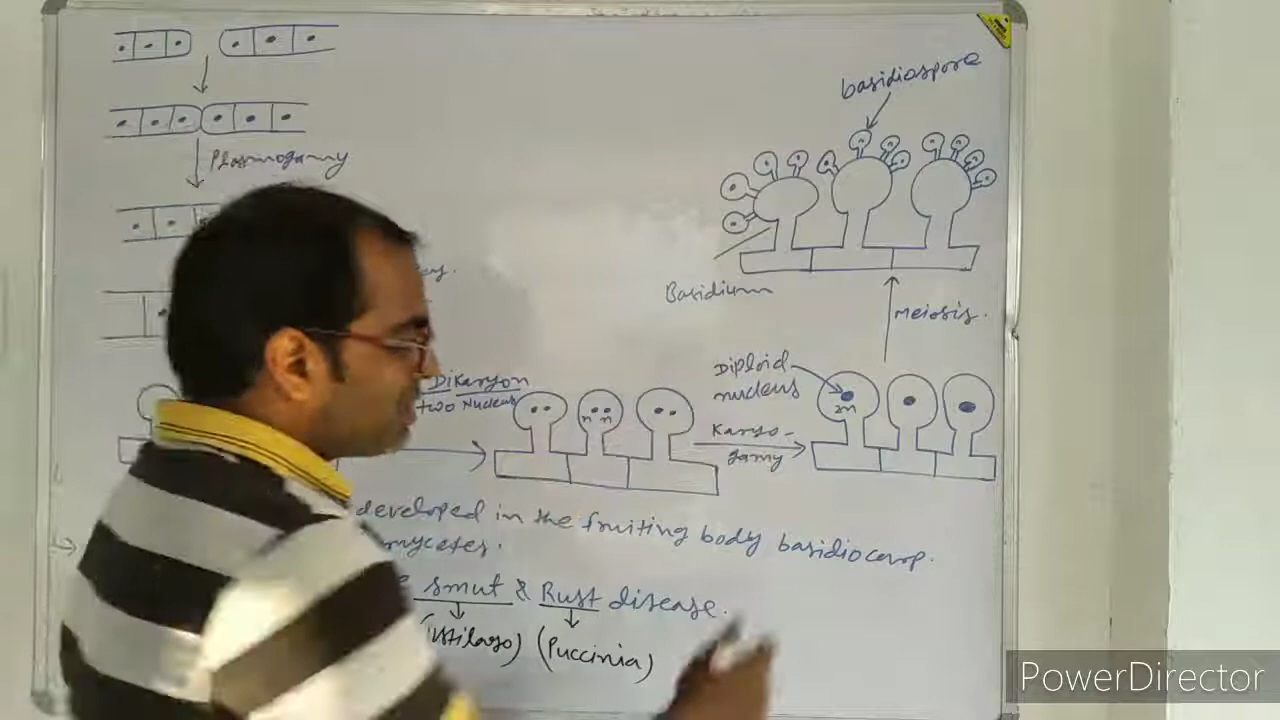 Plasmogamy
basidiospore
Basidium
meiosis.
Diploid
nucleus
2n
Dikaryon
two Nucleus
n n
Karyo-
gamy
developed in the fruiting body basidiocarp.
mycetes.
smut & Rust disease.
(Ustilago) (Puccinia)
PowerDirector